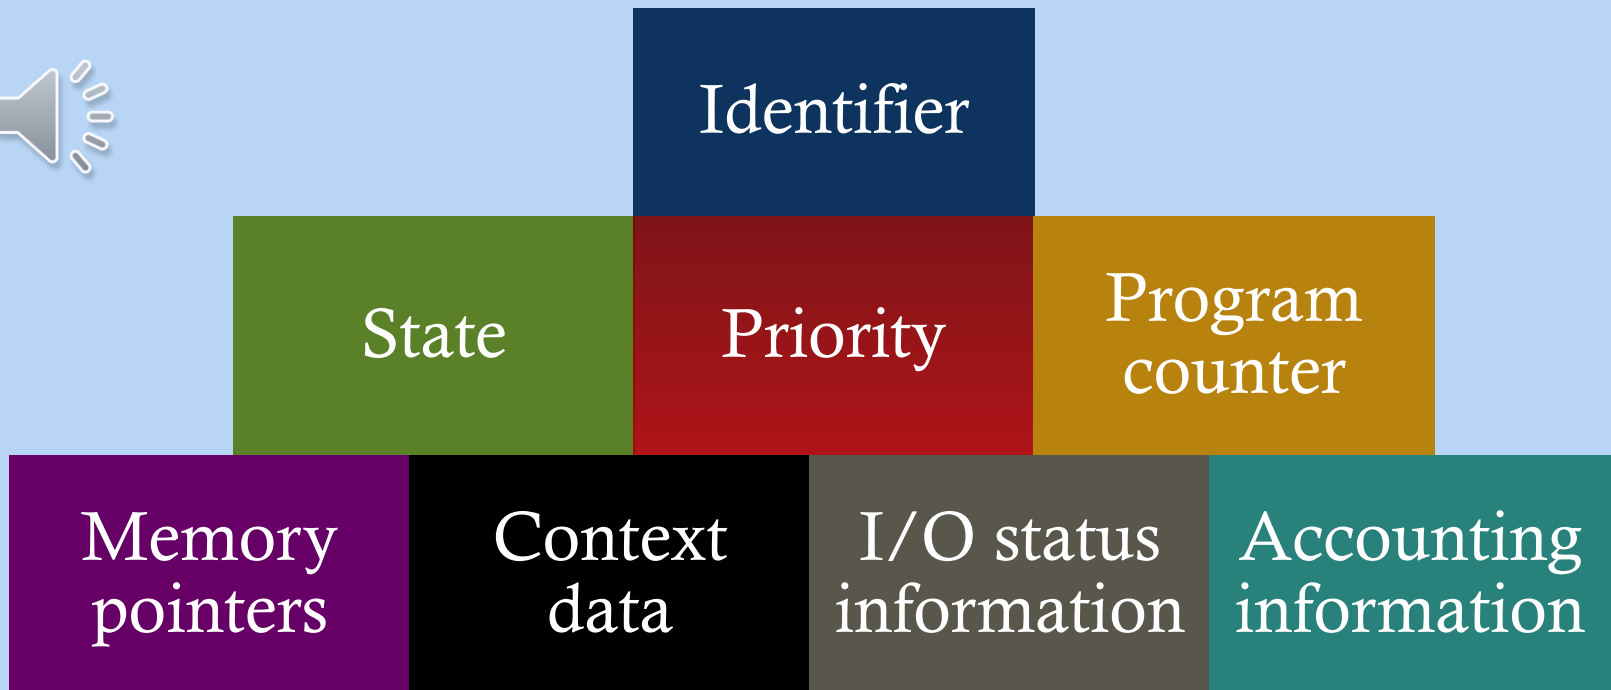 Identifier
State
Priority
Program
counter
Memory
pointers
Context
data
I/O status
information
Accounting
information